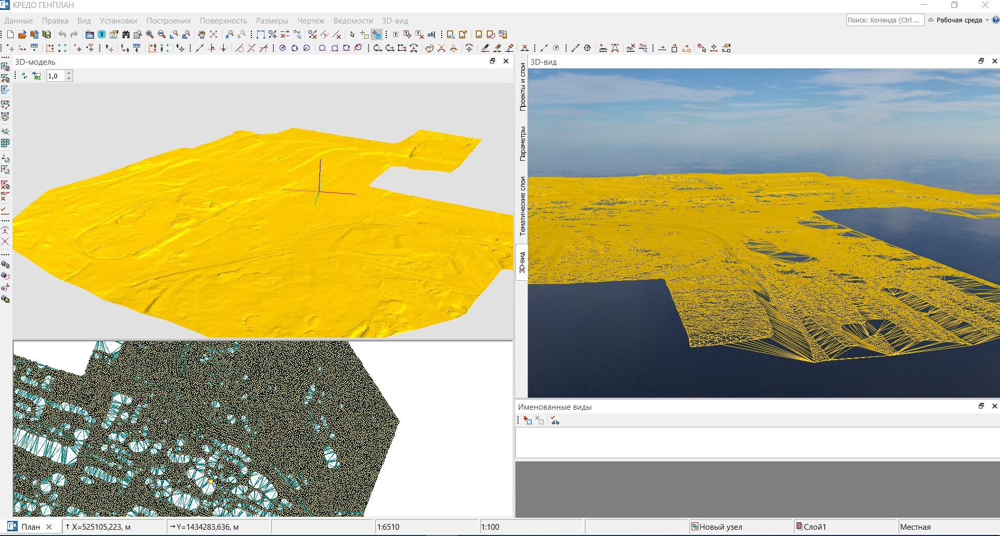 КРЕДО ГЕНПЛАН
Данные Правка Вид Установки Построения Поверхность Размеры Чертеж Ведомости 3D-вид
Поиск: Команда (Ctrl ...
Рабочая среда
3D-модель
IFC 1,0
Проекты и слои
Параметры
Тематические слои
3D-вид
3D-вид
Именованные виды
План
X=525105,223, м
Y=1434283,636, м
1:6510
1:100
Новый узел
Слой1
Местная